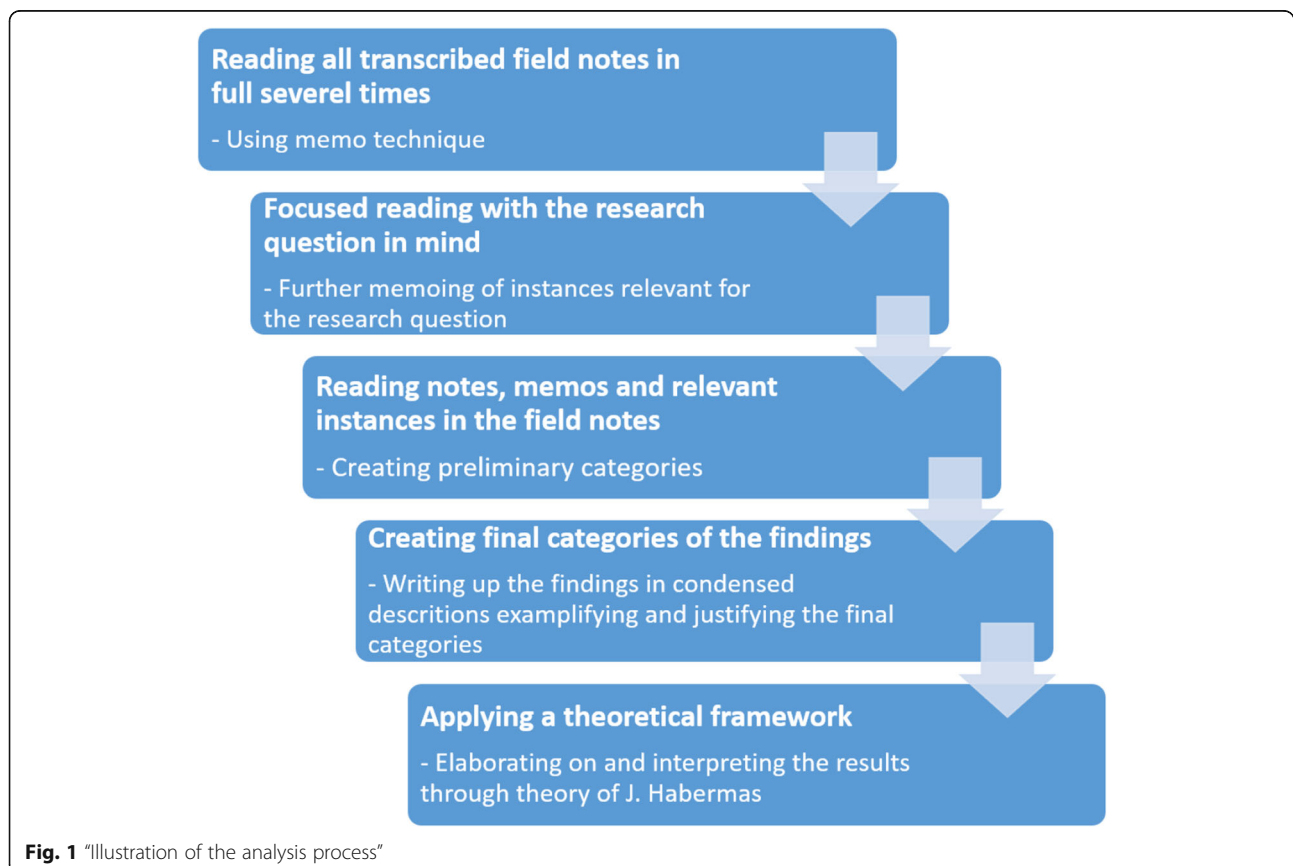 Reading all transcribed field notes in
full severel times
- Using memo technique
Focused reading with the research
question in mind
- Further memoing of instances relevant for
the research question
Reading notes, memos and relevant
instances in the field notes
- Creating preliminary categories
Creating final categories of the findings
- Writing up the findings in condensed
descritions examplifying and justifying the final
categories
Applying a theoretical framework
- Elaborating on and interpreting the results
through theory of J. Habermas
Fig. 1 “Illustration of the analysis process”